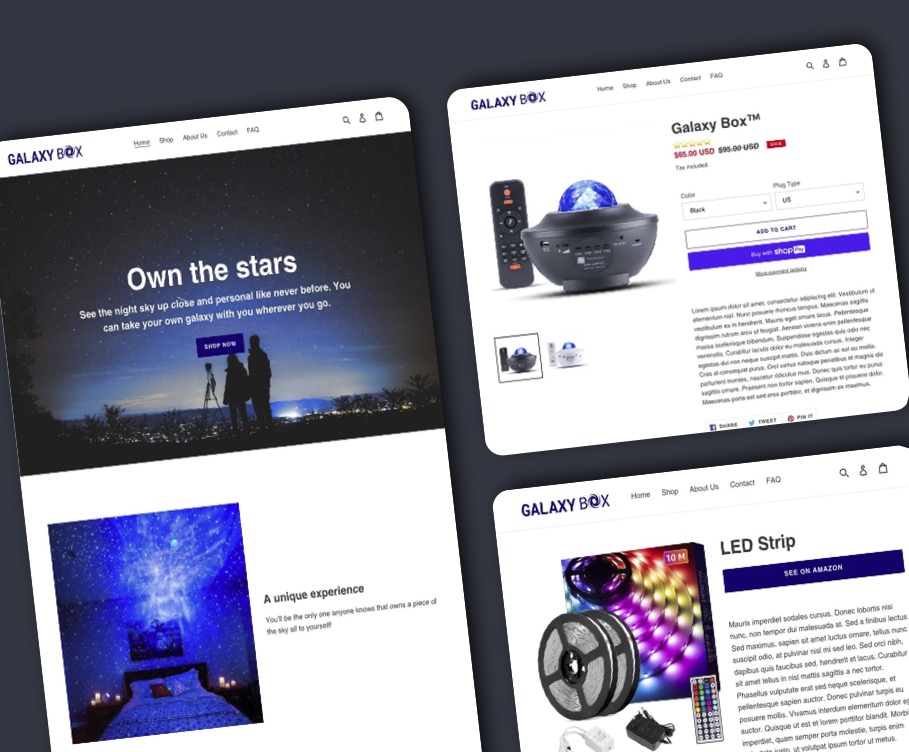 GALAXY BOX
Home Shop About Us Contact FAQ
Own the stars
See the night sky up close and personal like never before. You
can take your own galaxy with you wherever you go.
SHOP NOW
A unique experience
You'll be the only one anyone knows that owns a piece of
the sky all to yourself!
GALAXY BOX
Home Shop About Us Contact FAQ
Galaxy Box™
$65.00 USD $95.00 USD SALE
Tax included.
Color
Plug Type
Black
US
ADD TO CART
Buy with shop Pay
More payment options
Lorem ipsum dolor sit amet, consectetur adipiscing elit. Vestibulum ut
elementum nisl. Nunc posuere rhoncus tempus. Maecenas sagittis
dignissim rutrum arcu id feugiat. Aenean viverra enim pellentesque
massa scelerisque bibendum. Suspendisse egestas quis odio nec
venenatis. Curabitur iaculis dolor eu malesuada cursus. Integer
egestas dui non neque suscipit mattis. Duis dictum ac est eu mollis.
Cras at consequat purus. Orci varius natoque penatibus et magnis dis
parturient montes, nascetur ridiculus mus. Donec quis tortor eu purus
sagittis ornare. Praesent non tortor sapien. Quisque et posuere dolor.
Maecenas porta est sed eros porttitor, et dignissim ex maximus.
SHARE TWEET PIN IT
GALAXY BOX
Home Shop About Us Contact FAQ
10 M
LED Strip
SEE ON AMAZON
Mauris imperdiet sodales cursus. Donec lobortis nisi
nunc, non tempor dui malesuada at. Sed a finibus lectus.
Sed maximus, sapien sit amet luctus ornare, tellus nunc
suscipit odio, at pulvinar nisl mi sed leo. Sed orci nibh,
dapibus quis faucibus sed, hendrerit et lacus. Curabitur
sit amet tellus in nisl mattis sagittis a nec tortor.
Phasellus vulputate erat sed neque scelerisque, et
pellentesque sapien auctor. Donec pulvinar turpis eu
posuere mollis. Vivamus interdum elementum dolor eg
auctor. Quisque ut est et lorem porttitor blandit. Morbi
imperdiet, quam semper porta molestie, turpis enim
justo, ut volutpat ipsum tortor ut metus.